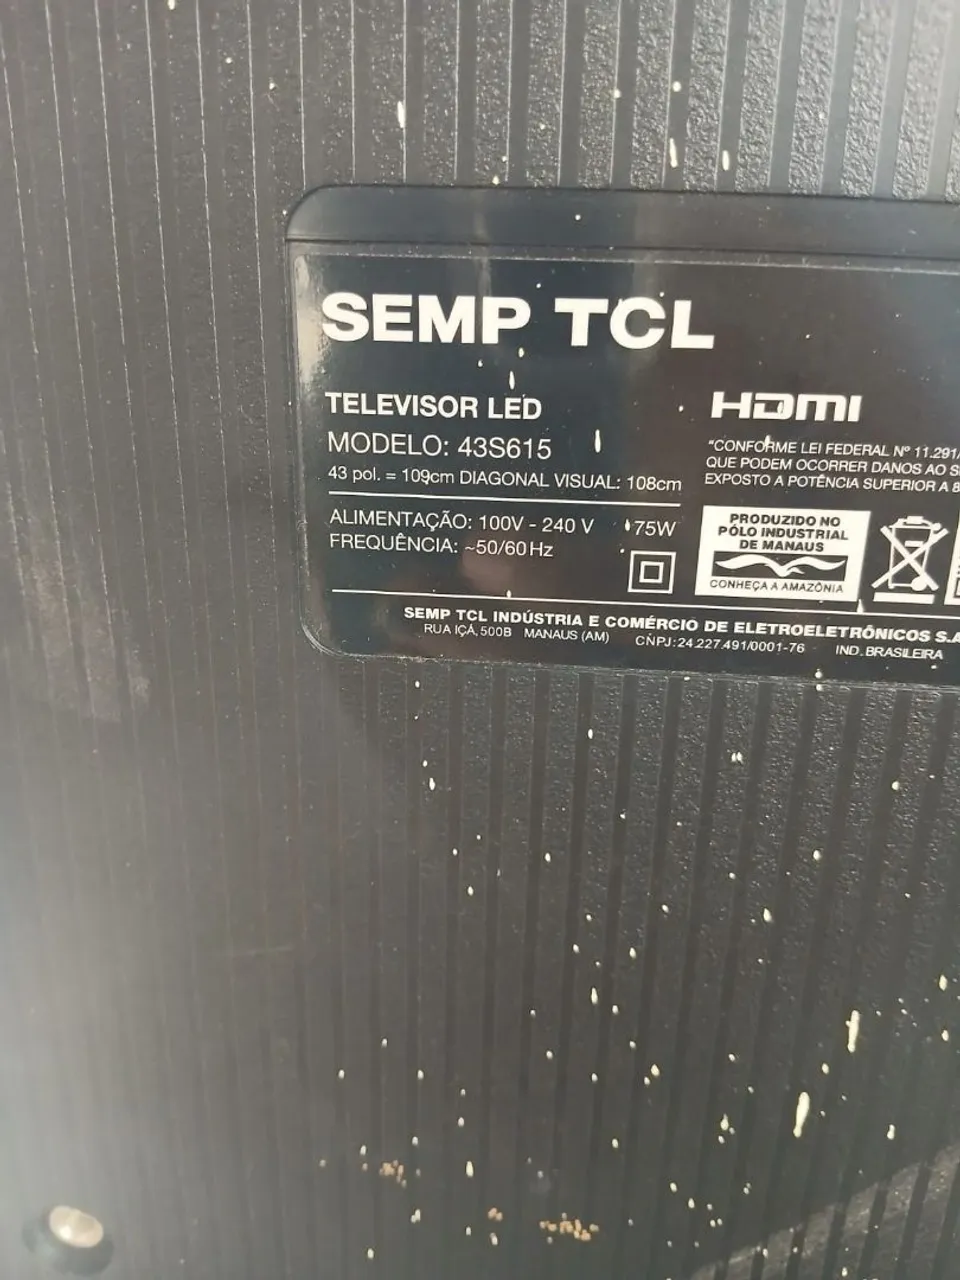 SEMP TCL
TELEVISOR LED
MODELO: 43S615
43 pol. = 109cm DIAGONAL VISUAL: 108cm
ALIMENTAÇÃO: 100V - 240 V 75W
FREQUÊNCIA: ~50/60Hz
HDMI
"CONFORME LEI FEDERAL Nº 11.291/
QUE PODEM OCORRER DANOS AO S
EXPOSTO A POTÊNCIA SUPERIOR A 8
PRODUZIDO NO
PÓLO INDUSTRIAL
DE MANAUS
CONHEÇA A AMAZÔNIA
SEMP TCL INDÚSTRIA E COMÉRCIO DE ELETROELETRÔNICOS S.A
RUA IÇÁ, 500B MANAUS (AM) CNPJ:24.227.491/0001-76 IND. BRASILEIRA